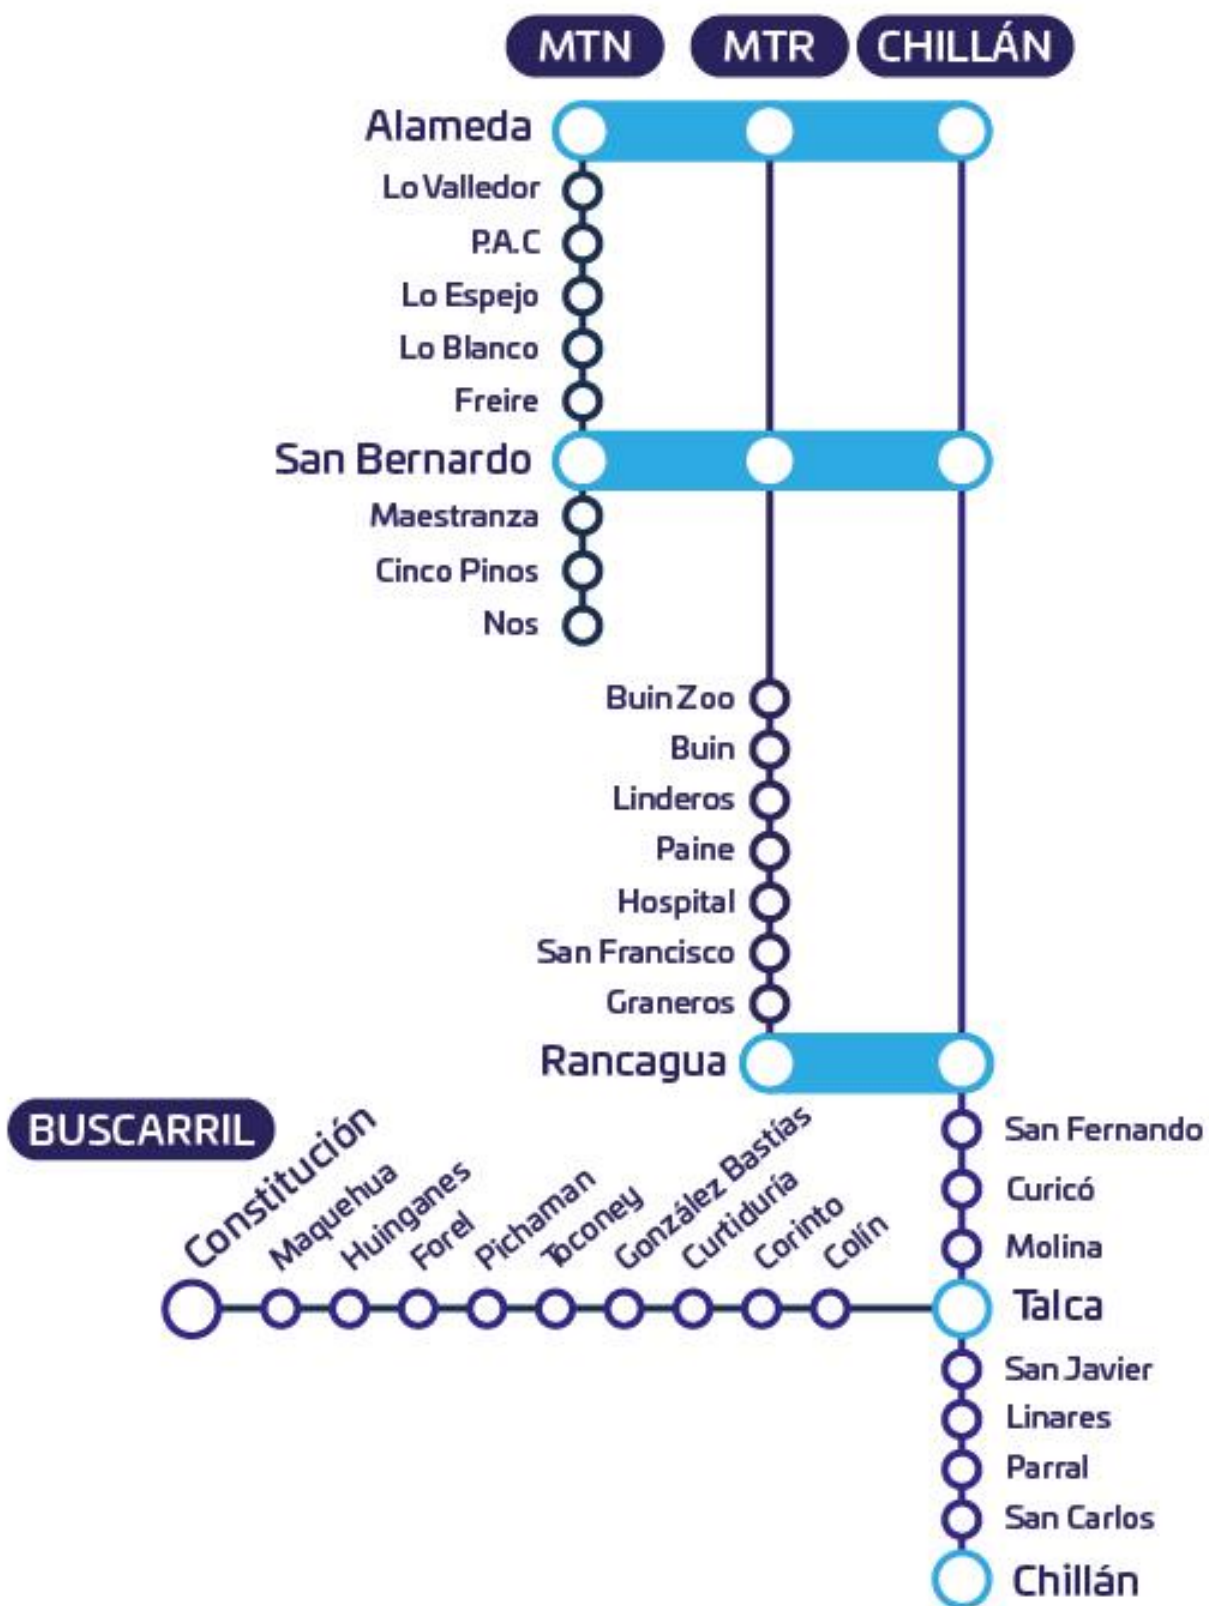 MTN
MTR
CHILLÁN
Alameda
Lo Valledor
P.A.C
Lo Espejo
Lo Blanco
Freire
San Bernardo
Maestranza
Cinco Pinos
Nos
Buin Zoo
Buin
Linderos
Paine
Hospital
San Francisco
Graneros
Rancagua
BUSCARRIL
Constitución
Maquehua
Huinganes
Forel
Pichaman
Toconey
González Bastías
Curtiduría
Corinto
Colín
San Fernando
Curicó
Molina
Talca
San Javier
Linares
Parral
San Carlos
Chillán